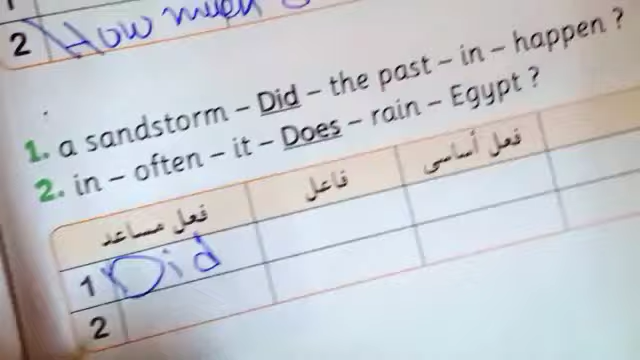 2 How much
1. a sandstorm – Did – the past – in – happen ?
2. in – often – it – Does – rain – Egypt ?
فعل مساعد فاعل فعل أساسى
1 Did
2